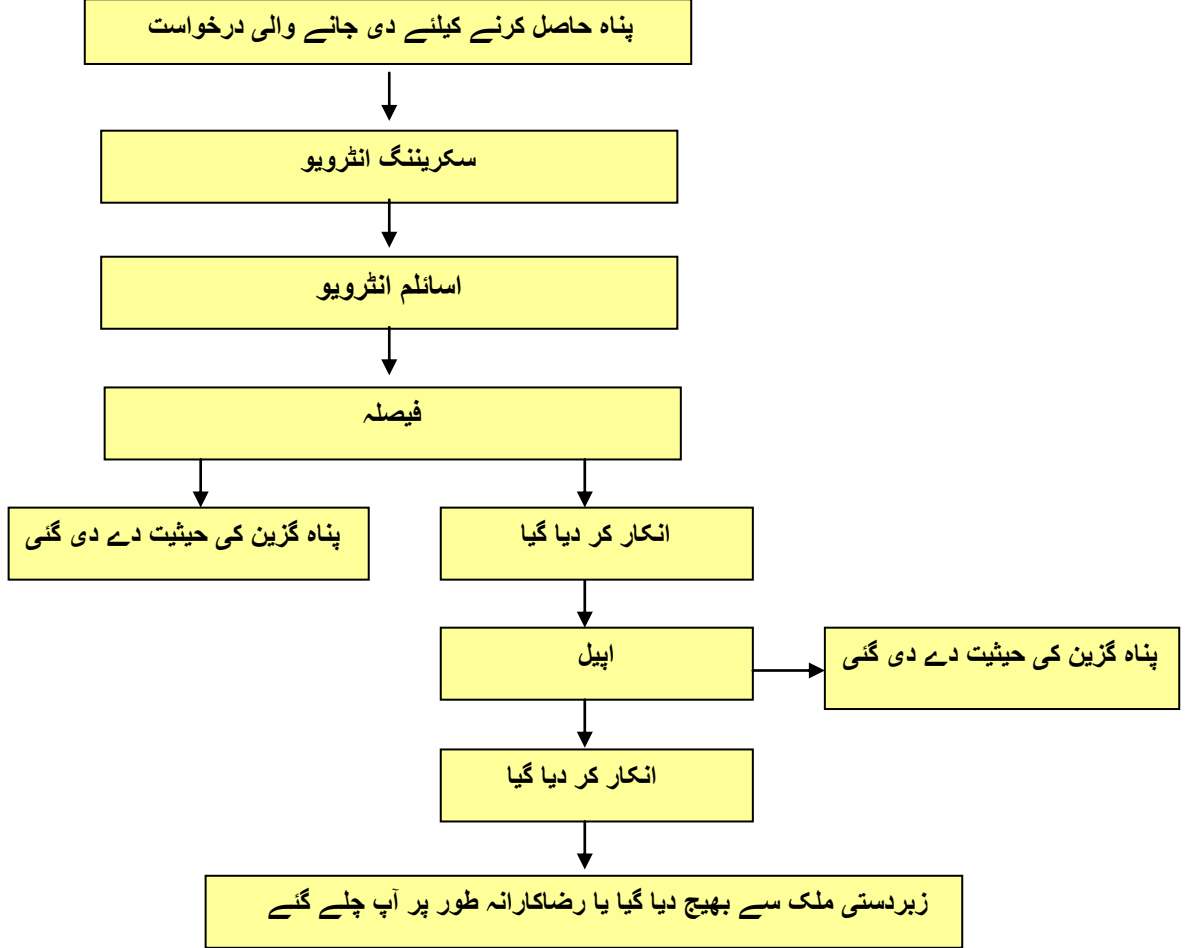 پناہ حاصل کرنے کیلئے دی جانے والی درخواست
سکریننگ انٹرویو
اسائلم انٹرویو
فیصلہ
انکار کر دیا گیا
پناہ گزین کی حیثیت دے دی گئی
اپیل
پناہ گزین کی حیثیت دے دی گئی
انکار کر دیا گیا
زبردستی ملک سے بھیج دیا گیا یا رضاکارانہ طور پر آپ چلے گئے